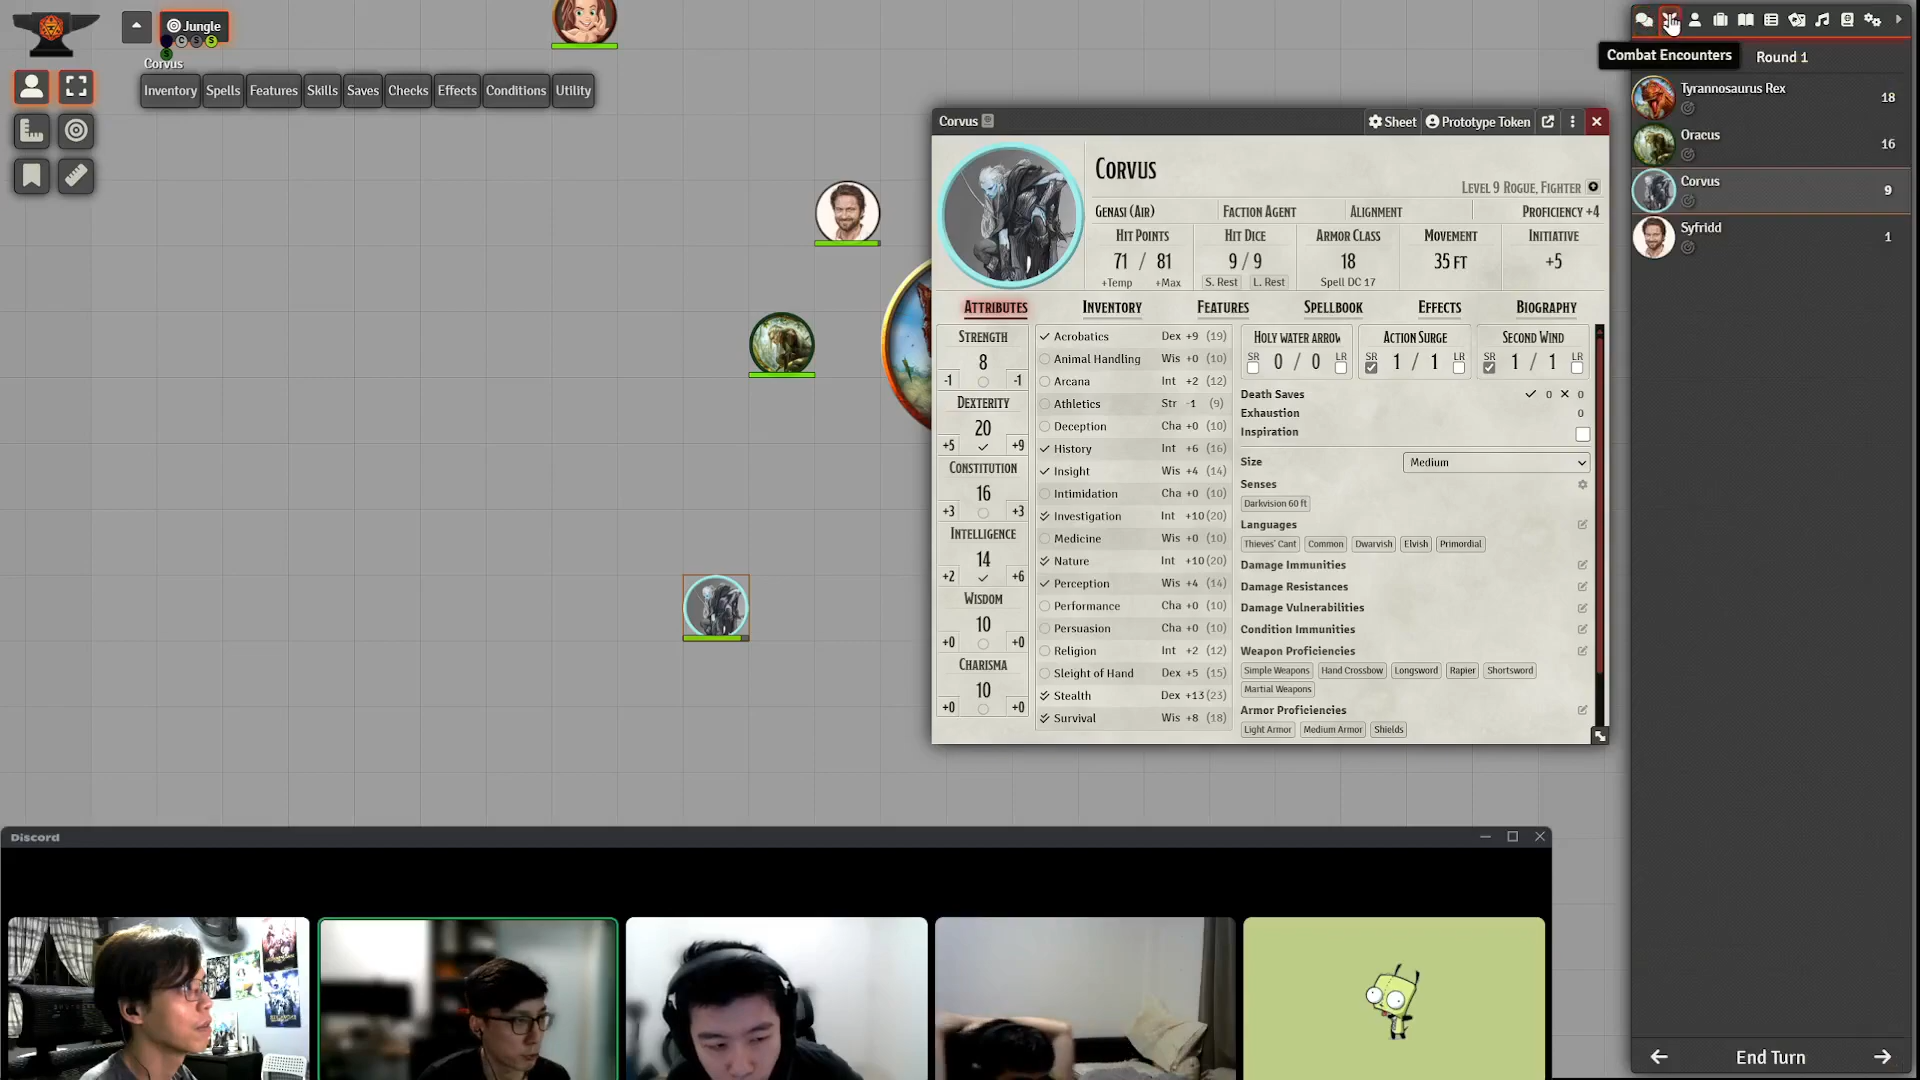 Jungle
C S S
S
Corvus
Inventory Spells Features Skills Saves Checks Effects Conditions Utility
Combat Encounters
Round 1
Tyrannosaurus Rex 18
Oracus 16
Corvus 9
Syfridd 1
Corvus Sheet Prototype Token
Corvus
Level 9 Rogue, Fighter
Genasi (Air) Faction Agent Alignment Proficiency +4
Hit Points Hit Dice Armor Class Movement Initiative
71 / 81 9 / 9 18 35 ft +5
+Temp +Max S. Rest L. Rest Spell DC 17
Attributes Inventory Features Spellbook Effects Biography
Strength
8
-1 -1
Dexterity
20
+5 +9
Constitution
16
+3 +3
Intelligence
14
+2 +6
Wisdom
10
+0 +0
Charisma
10
+0 +0
Acrobatics Dex +9 (19)
Animal Handling Wis +0 (10)
Arcana Int +2 (12)
Athletics Str -1 (9)
Deception Cha +0 (10)
History Int +6 (16)
Insight Wis +4 (14)
Intimidation Cha +0 (10)
Investigation Int +10 (20)
Medicine Wis +0 (10)
Nature Int +10 (20)
Perception Wis +4 (14)
Performance Cha +0 (10)
Persuasion Cha +0 (10)
Religion Int +2 (12)
Sleight of Hand Dex +5 (15)
Stealth Dex +13 (23)
Survival Wis +8 (18)
Holy water arrow Action Surge Second Wind
SR 0 / 0 LR SR 1 / 1 LR SR 1 / 1 LR
Death Saves 0 0
Exhaustion 0
Inspiration
Size Medium
Senses
Darkvision 60 ft
Languages
Thieves' Cant Common Dwarvish Elvish Primordial
Damage Immunities
Damage Resistances
Damage Vulnerabilities
Condition Immunities
Weapon Proficiencies
Simple Weapons Hand Crossbow Longsword Rapier Shortsword
Martial Weapons
Armor Proficiencies
Light Armor Medium Armor Shields
Discord
End Turn